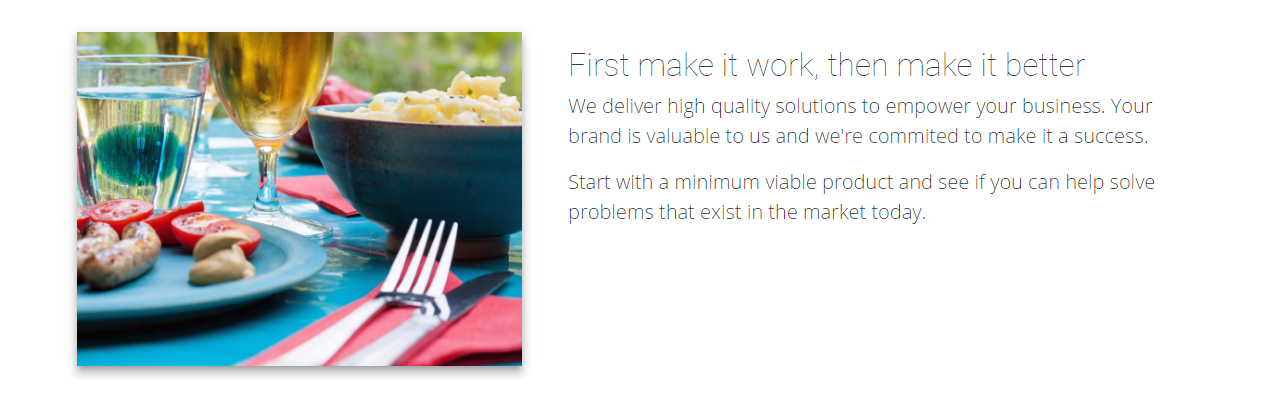 First make it work, then make it better
We deliver high quality solutions to empower your business. Your
brand is valuable to us and we're commited to make it a success.
Start with a minimum viable product and see if you can help solve
problems that exist in the market today.